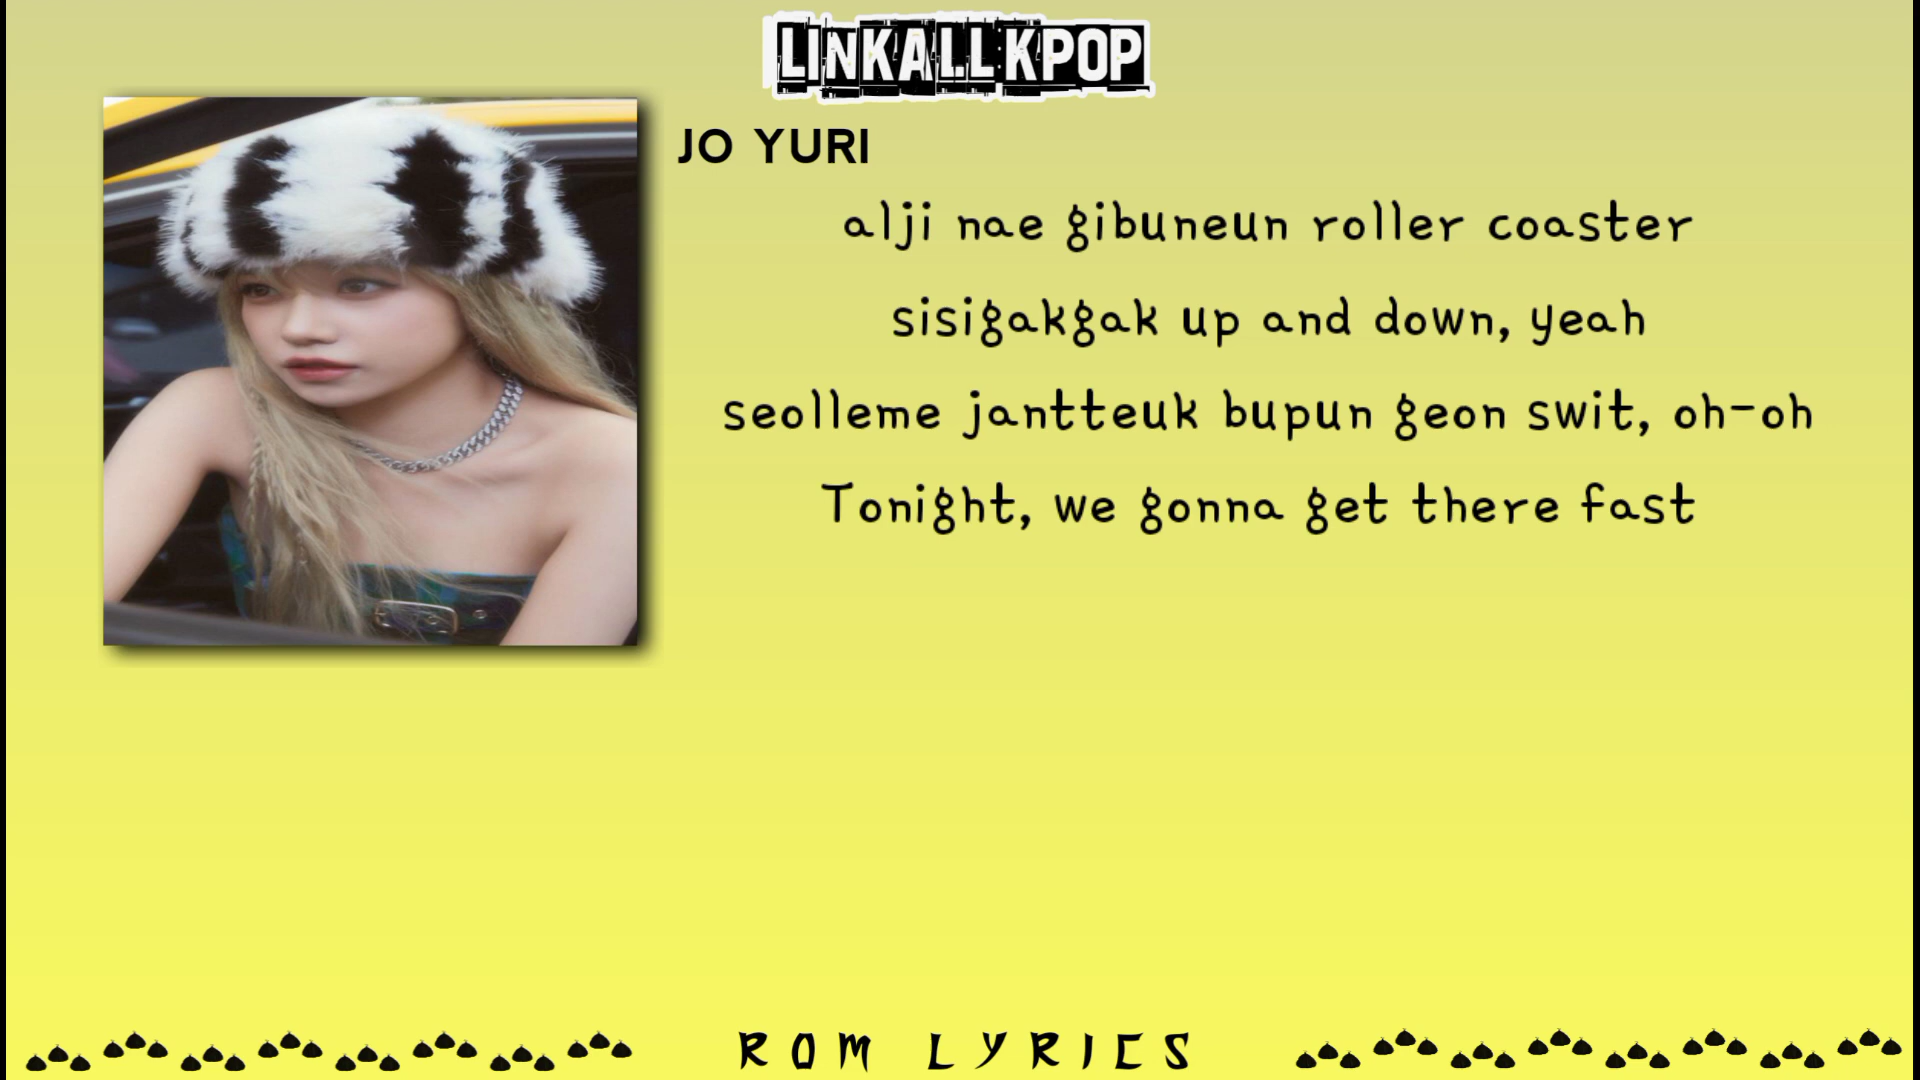 LINKALLKPOP
JO YURI
alji nae gibuneun roller coaster
sisigakgak up and down, yeah
seolleme jantteuk bupun geon swit, oh-oh
Tonight, we gonna get there fast
ROM LYRICS